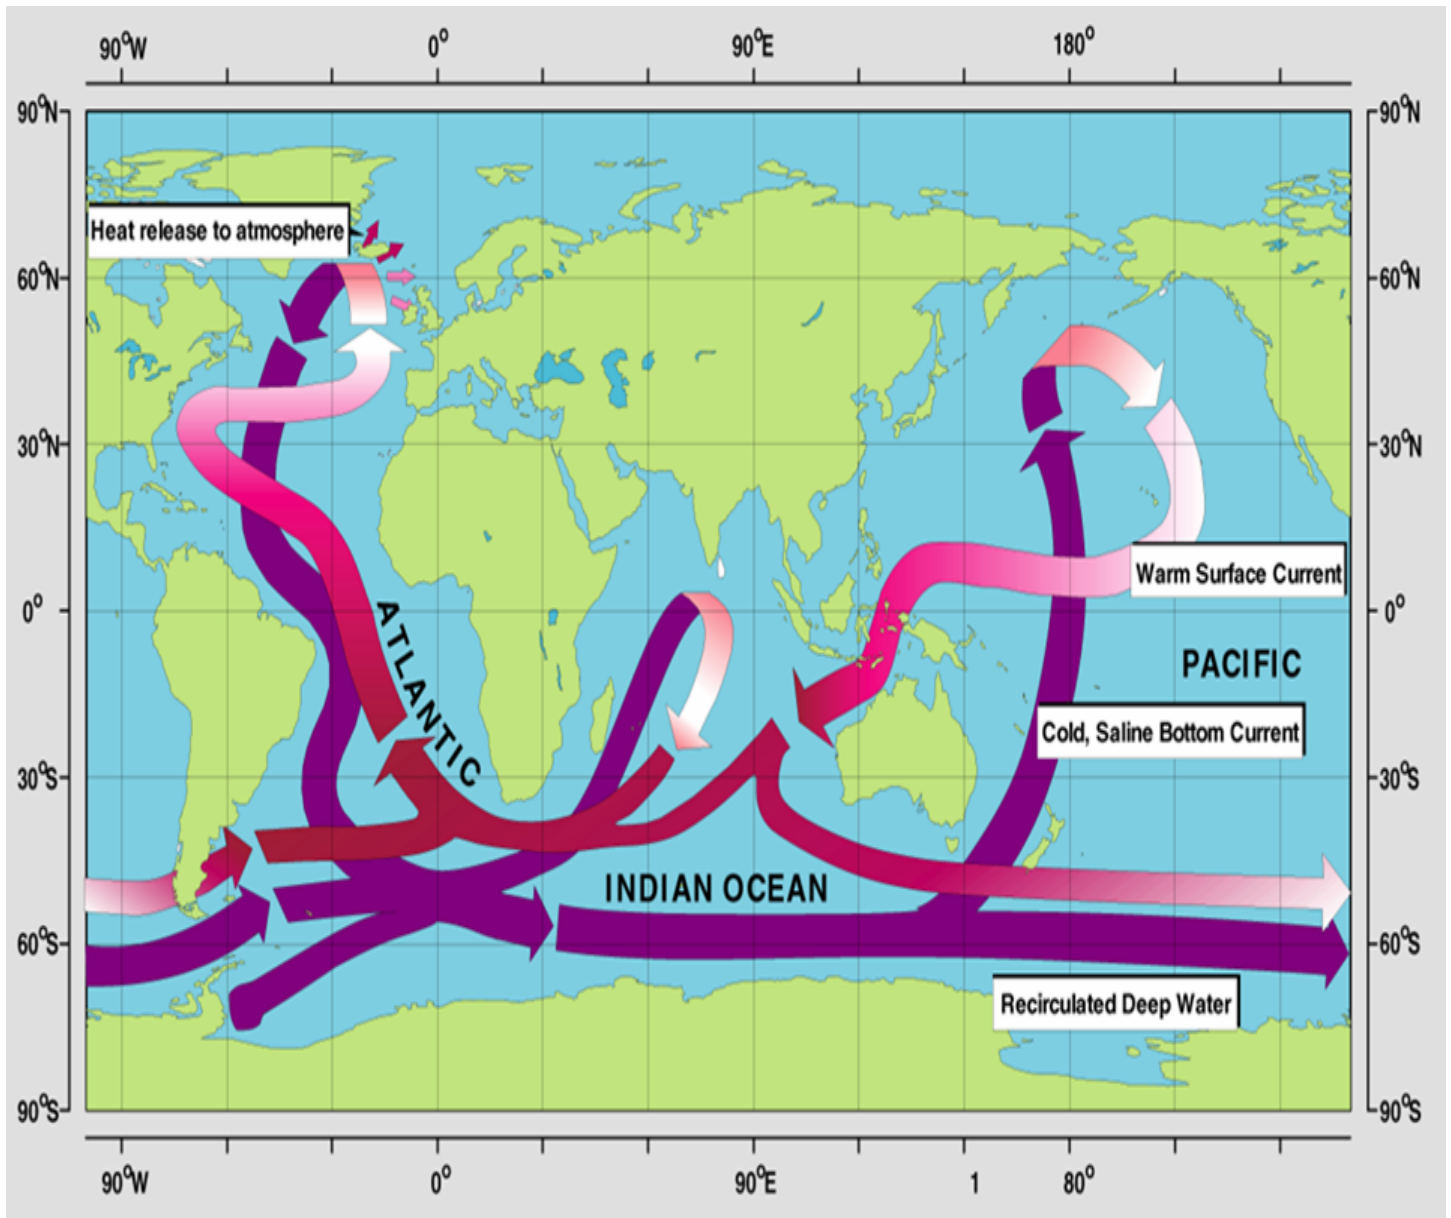 90°W 0° 90°E 180°
90°N 90°N
Heat release to atmosphere
60°N 60°N
30°N 30°N
Warm Surface Current
0° 0°
ATLANTIC
PACIFIC
Cold, Saline Bottom Current
30°S 30°S
INDIAN OCEAN
60°S 60°S
Recirculated Deep Water
90°S 90°S
90°W 0° 90°E 1 80°